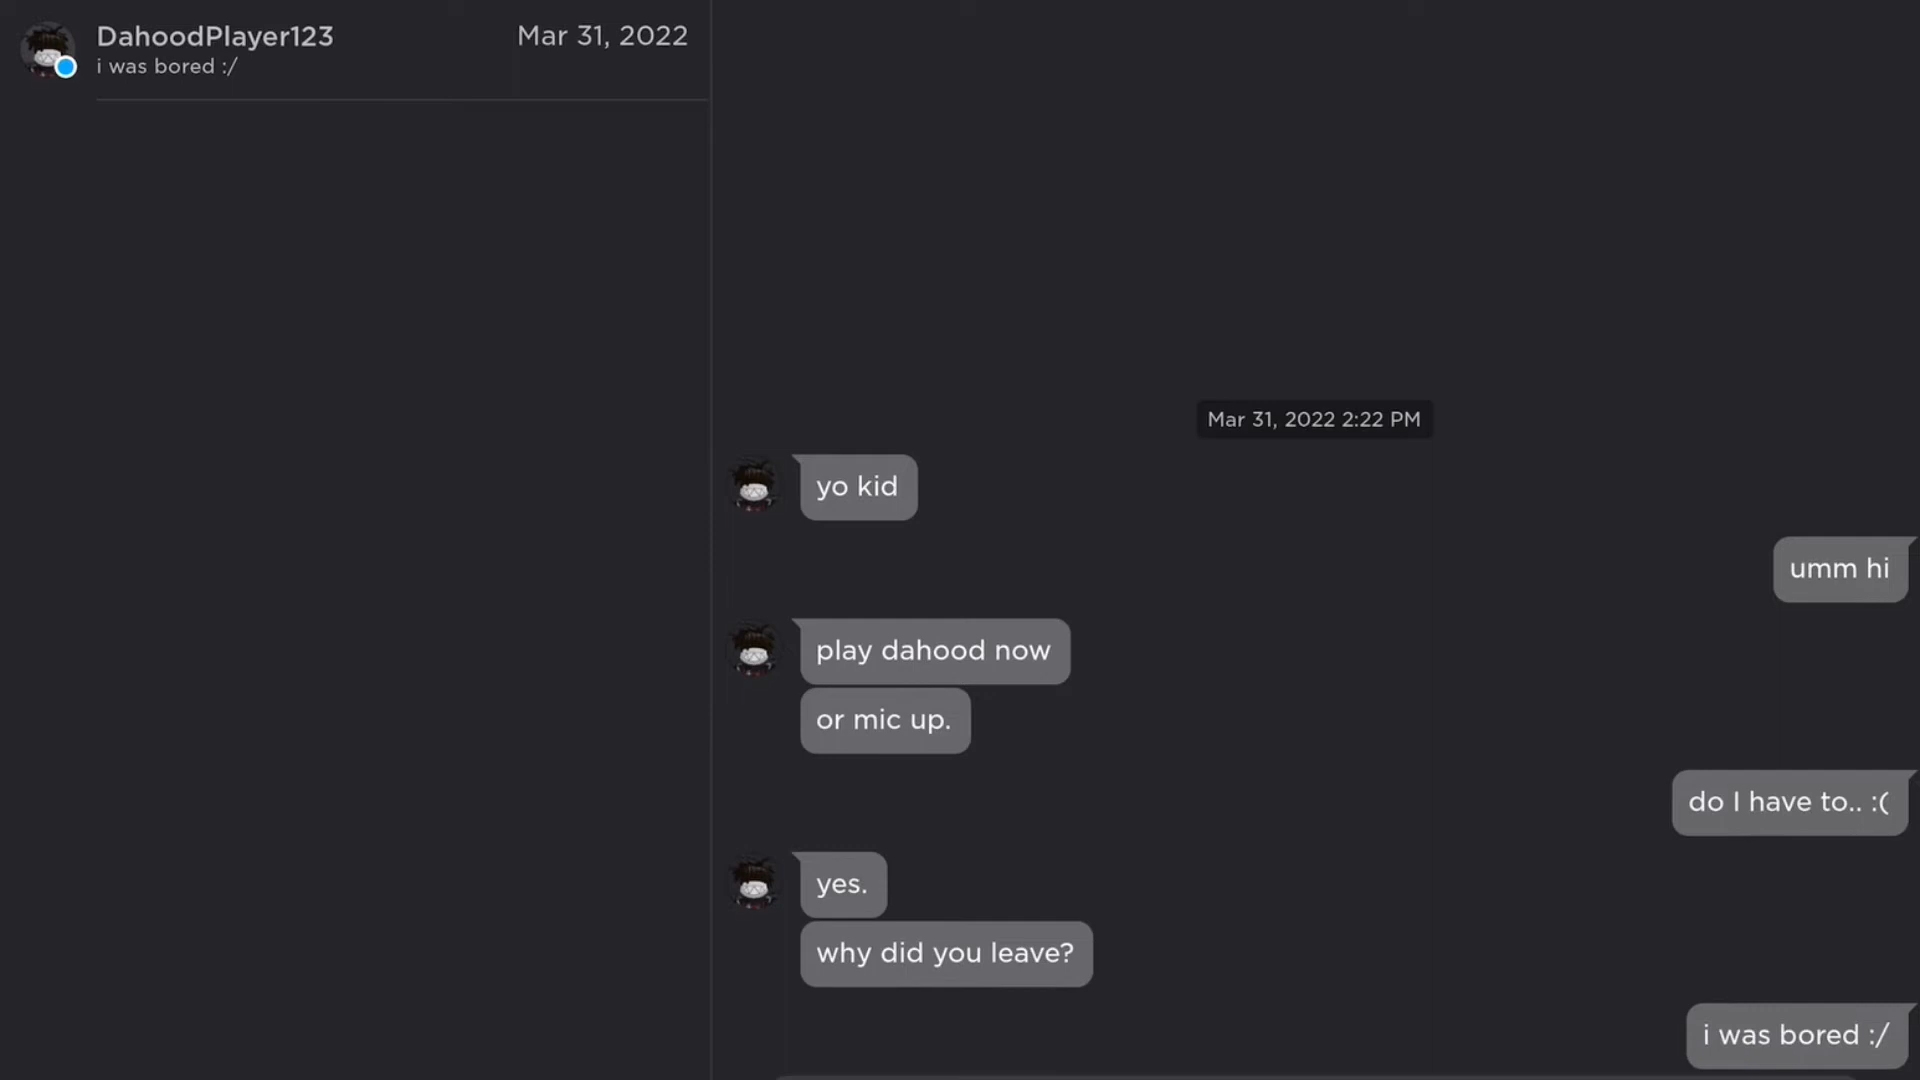 DahoodPlayer123
Mar 31, 2022
i was bored :/
Mar 31, 2022 2:22 PM
yo kid
umm hi
play dahood now
or mic up.
do I have to.. :(
yes.
why did you leave?
i was bored :/